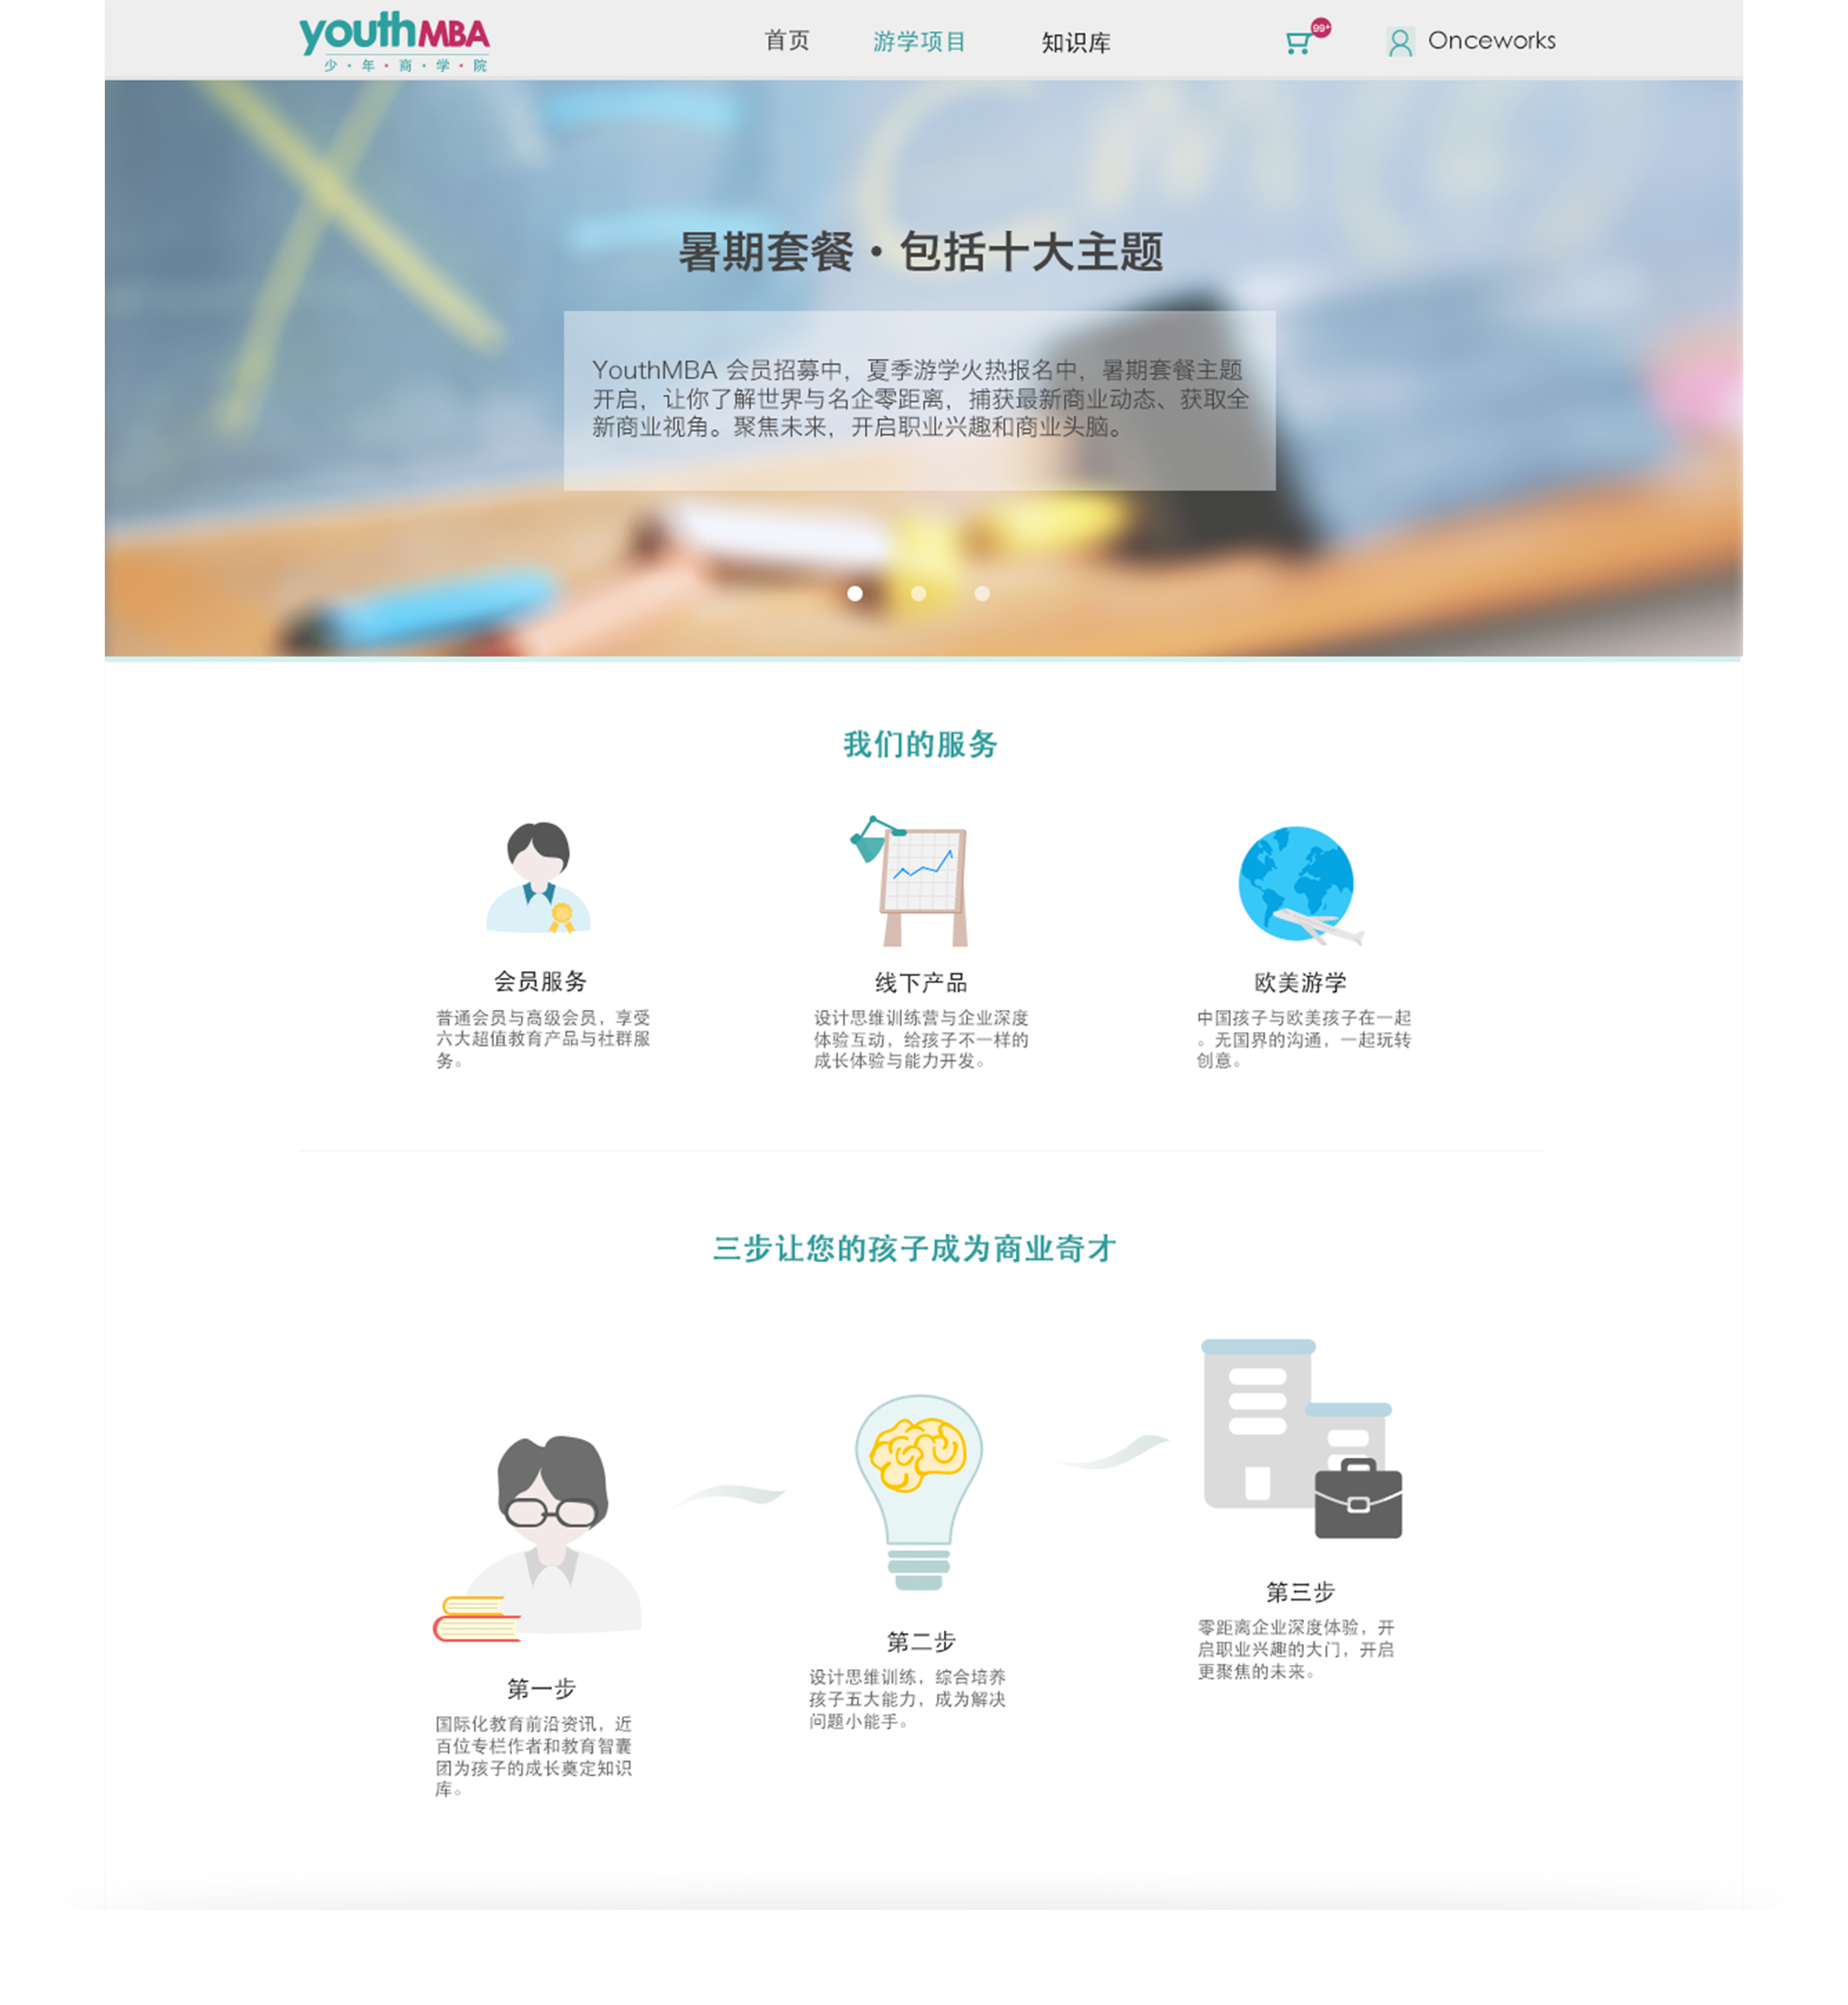 youthMBA
少·年·商·学·院
首页
游学项目
知识库
99+
Onceworks
暑期套餐·包括十大主题
YouthMBA 会员招募中，夏季游学火热报名中，暑期套餐主题
开启，让你了解世界与名企零距离，捕获最新商业动态、获取全
新商业视角。聚焦未来，开启职业兴趣和商业头脑。
我们的服务
会员服务
普通会员与高级会员，享受
六大超值教育产品与社群服
务。
线下产品
设计思维训练营与企业深度
体验互动，给孩子不一样的
成长体验与能力开发。
欧美游学
中国孩子与欧美孩子在一起
。无国界的沟通，一起玩转
创意。
三步让您的孩子成为商业奇才
第一步
国际化教育前沿资讯，近
百位专栏作者和教育智囊
团为孩子的成长奠定知识
库。
第二步
设计思维训练，综合培养
孩子五大能力，成为解决
问题小能手。
第三步
零距离企业深度体验，开
启职业兴趣的大门，开启
更聚焦的未来。